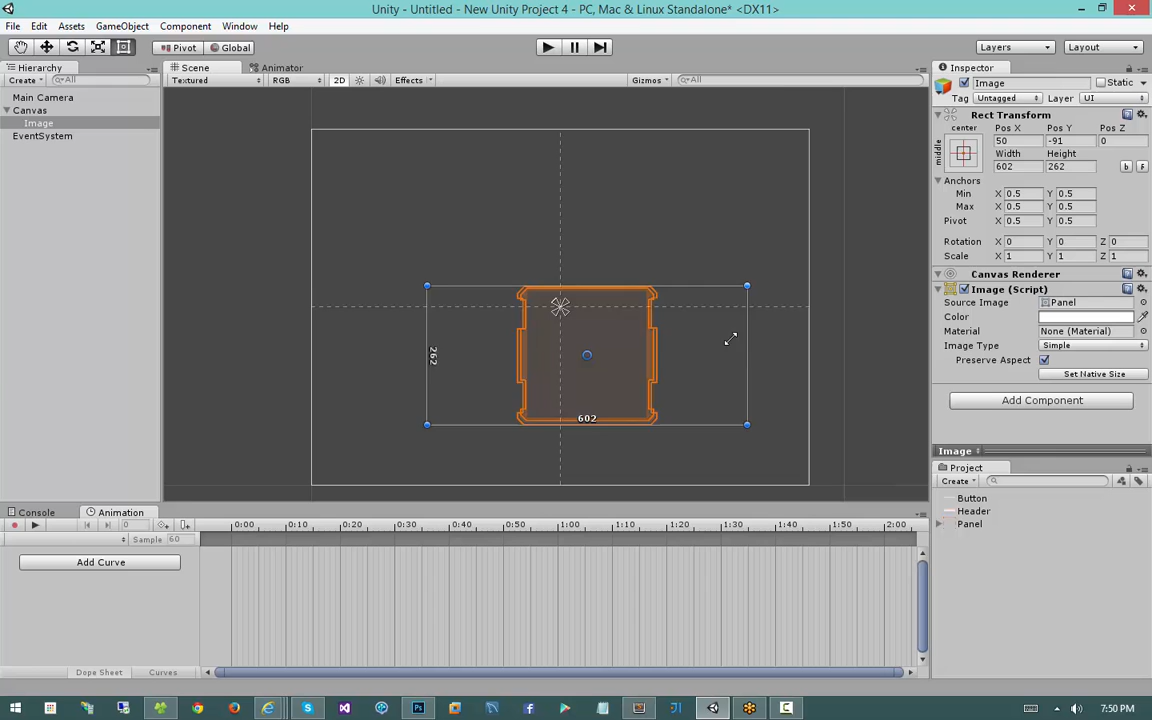 Unity - Untitled - New Unity Project 4 - PC, Mac & Linux Standalone* <DX11>
File Edit Assets GameObject Component Window Help
Pivot Global Layers Layout
Hierarchy
Create All
Main Camera
Canvas
Image
EventSystem
Scene Animator
Textured RGB 2D Effects Gizmos All
262
602
Inspector
Image Static
Tag Untagged Layer UI
Rect Transform
center
middle
Pos X Pos Y Pos Z
50 -91 0
Width Height
602 262
Anchors
Min X 0.5 Y 0.5
Max X 0.5 Y 0.5
Pivot X 0.5 Y 0.5
Rotation X 0 Y 0 Z 0
Scale X 1 Y 1 Z 1
Canvas Renderer
Image (Script)
Source Image Panel
Color
Material None (Material)
Image Type Simple
Preserve Aspect
Set Native Size
Add Component
Image
Project
Create
Button
Header
Panel
Console Animation
0 0:00 0:10 0:20 0:30 0:40 0:50 1:00 1:10 1:20 1:30 1:40 1:50 2:00
Sample 60
Add Curve
Dope Sheet Curves
7:50 PM